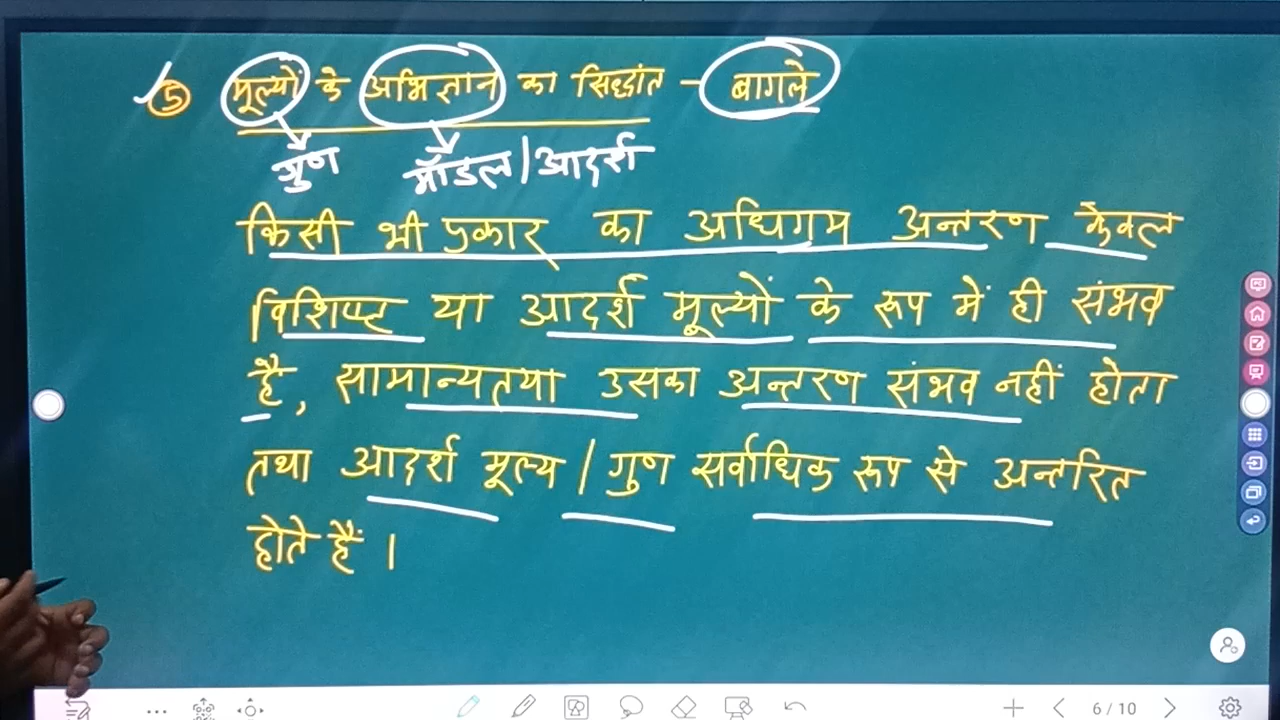 ⑤ मूल्यों के अभिज्ञान का सिद्धांत - बागले
गुण मॉडल/आदर्श
किसी भी प्रकार का अधिगम अन्तरण केवल
विशिष्ट या आदर्श मूल्यों के रूप में ही संभव
है, सामान्यतया उसका अन्तरण संभव नहीं होता
तथा आदर्श मूल्य / गुण सर्वाधिक रूप से अन्तरित
होते हैं ।
6 / 10